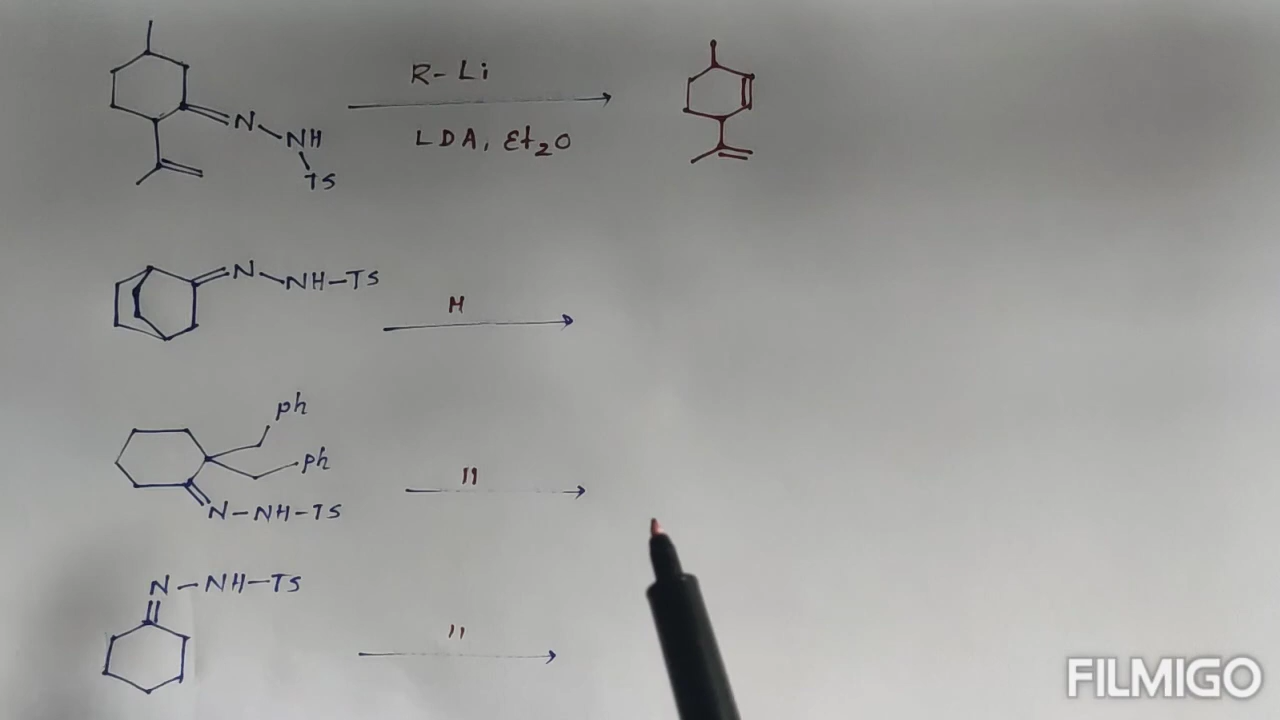 R-Li
N
NH
TS
LDA, Et2O
N
NH-TS
"
ph
ph
"
N-NH-TS
N-NH-TS
"
FILMIGO